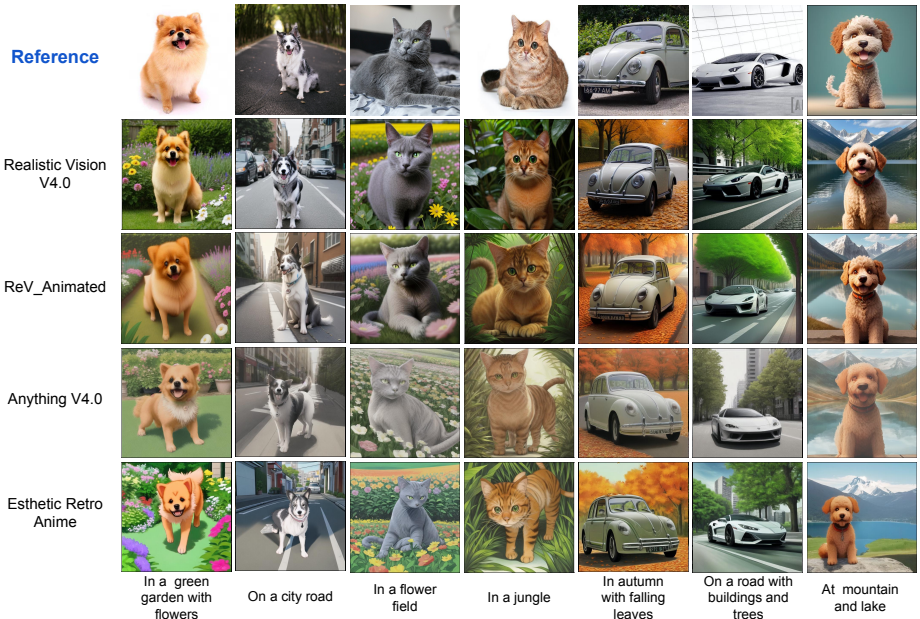 Reference
Realistic Vision
V4.0
ReV_Animated
Anything V4.0
Esthetic Retro
Anime
In a green
garden with
flowers
On a city road
In a flower
field
In a jungle
In autumn
with falling
leaves
On a road with
buildings and
trees
At mountain
and lake